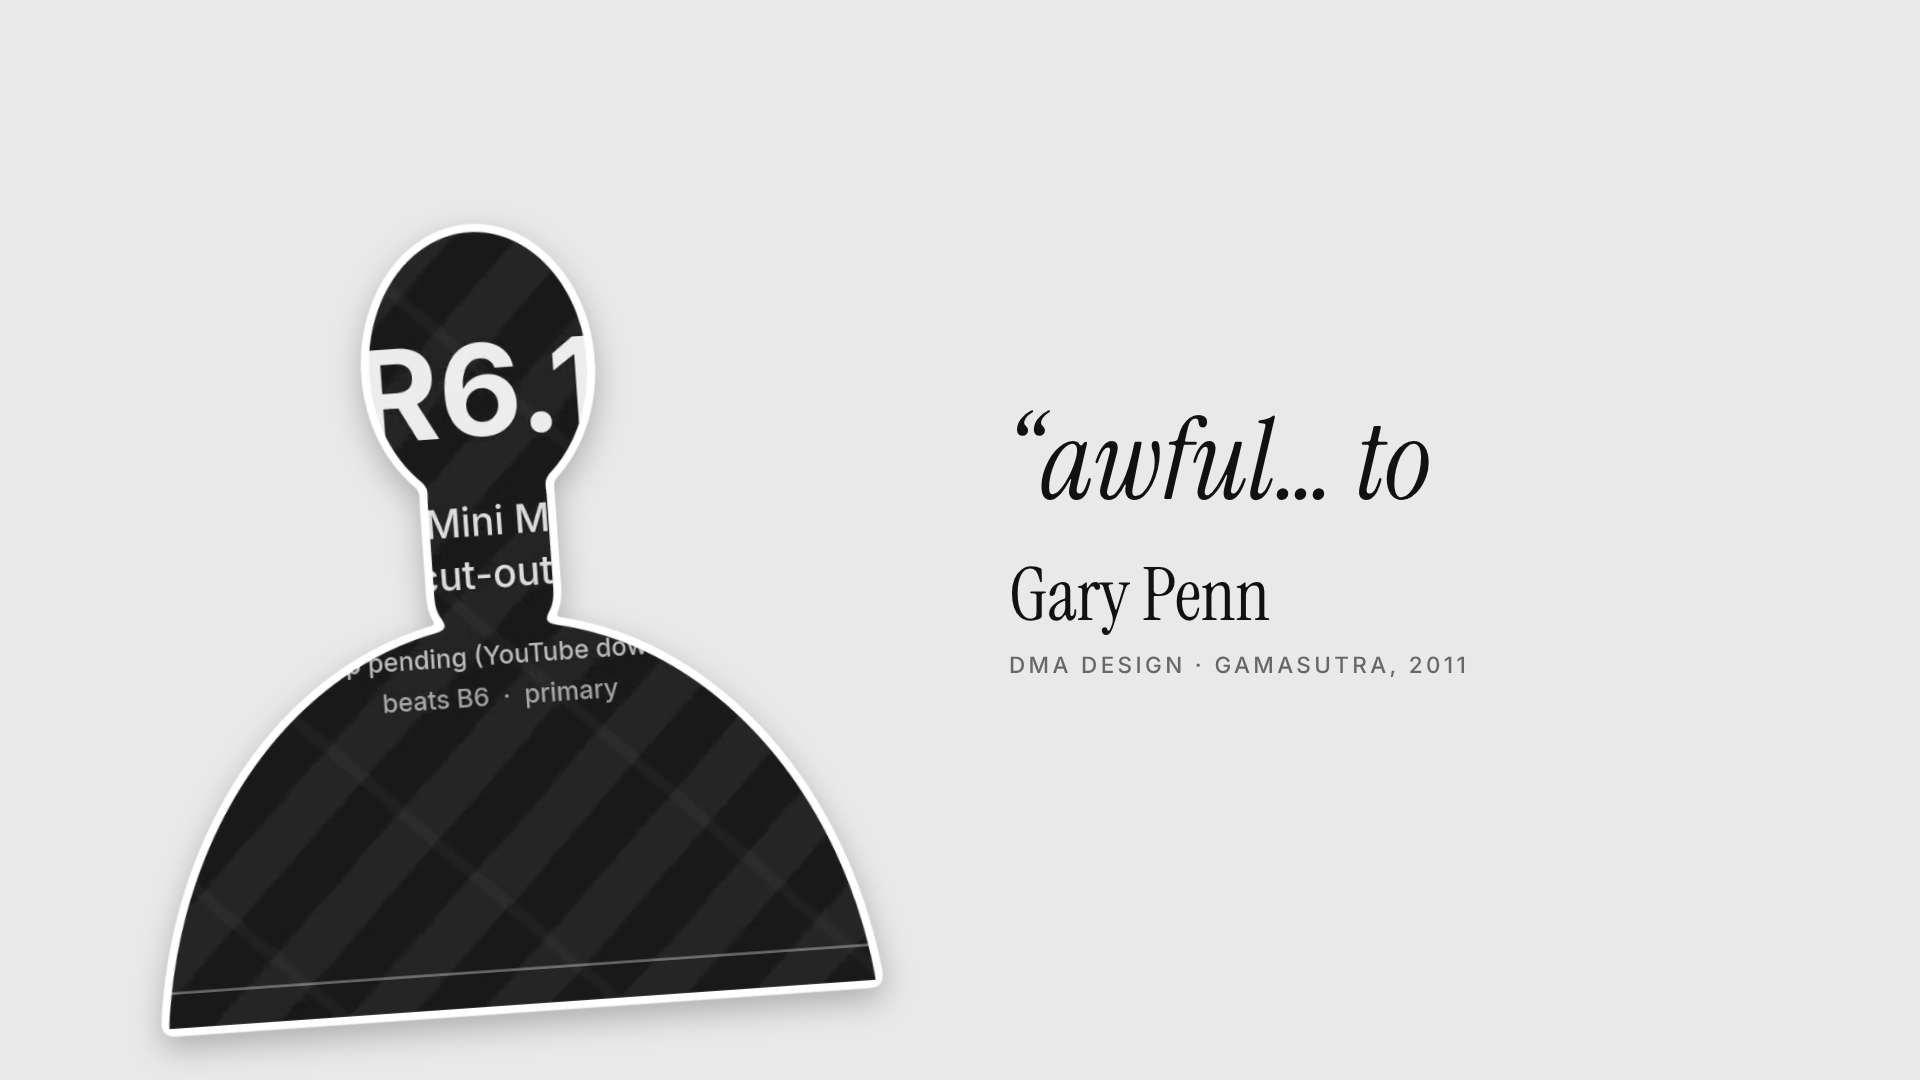 R6.1
Mini M
cut-out
pending (YouTube dow
beats B6 · primary
“awful... to
Gary Penn
DMA DESIGN · GAMASUTRA, 2011